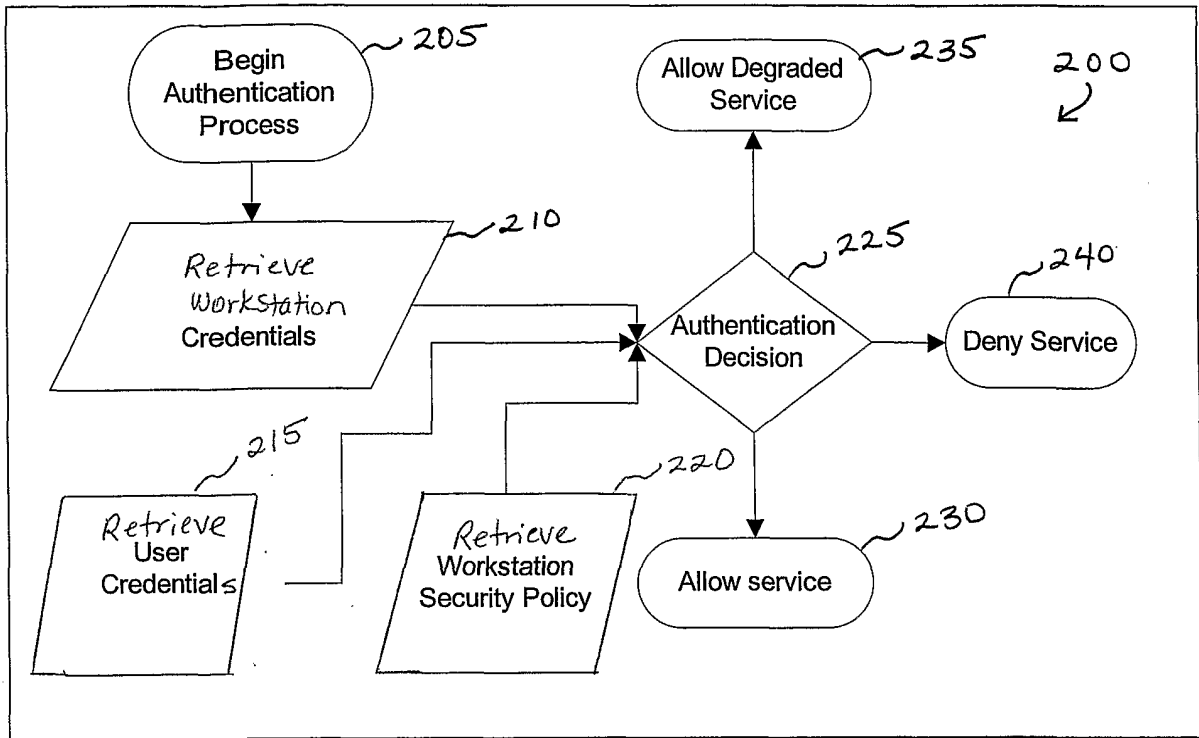 Begin
Authentication
Process
205
Retrieve
Workstation
Credentials
210
Retrieve
User
Credentials
215
Retrieve
Workstation
Security Policy
220
Authentication
Decision
225
Allow Degraded
Service
235
Deny Service
240
Allow service
230
200